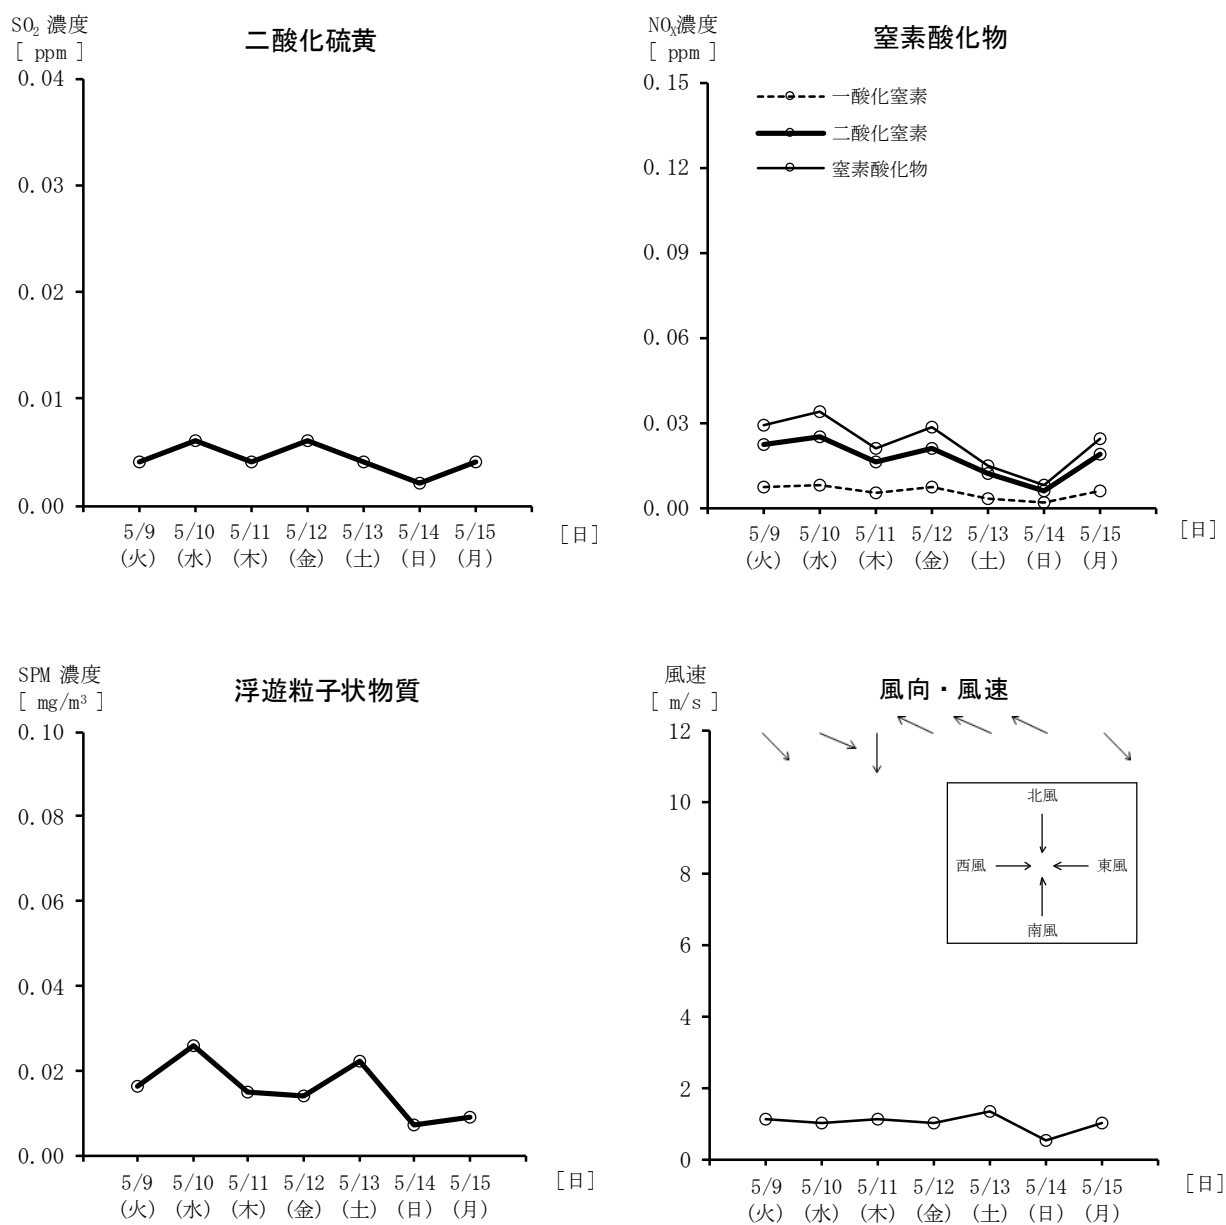 SO₂ 濃度
[ ppm ]
二酸化硫黄
0.04
0.03
0.02
0.01
0.00
5/9 5/10 5/11 5/12 5/13 5/14 5/15
(火) (水) (木) (金) (土) (日) (月)
[日]
NOX濃度
[ ppm ]
窒素酸化物
0.15
0.12
0.09
0.06
0.03
0.00
一酸化窒素
二酸化窒素
窒素酸化物
5/9 5/10 5/11 5/12 5/13 5/14 5/15
(火) (水) (木) (金) (土) (日) (月)
[日]
SPM 濃度
[ mg/m³ ]
浮遊粒子状物質
0.10
0.08
0.06
0.04
0.02
0.00
5/9 5/10 5/11 5/12 5/13 5/14 5/15
(火) (水) (木) (金) (土) (日) (月)
[日]
風速
[ m/s ]
風向・風速
12
10
8
6
4
2
0
北風
西風 東風
南風
5/9 5/10 5/11 5/12 5/13 5/14 5/15
(火) (水) (木) (金) (土) (日) (月)
[日]